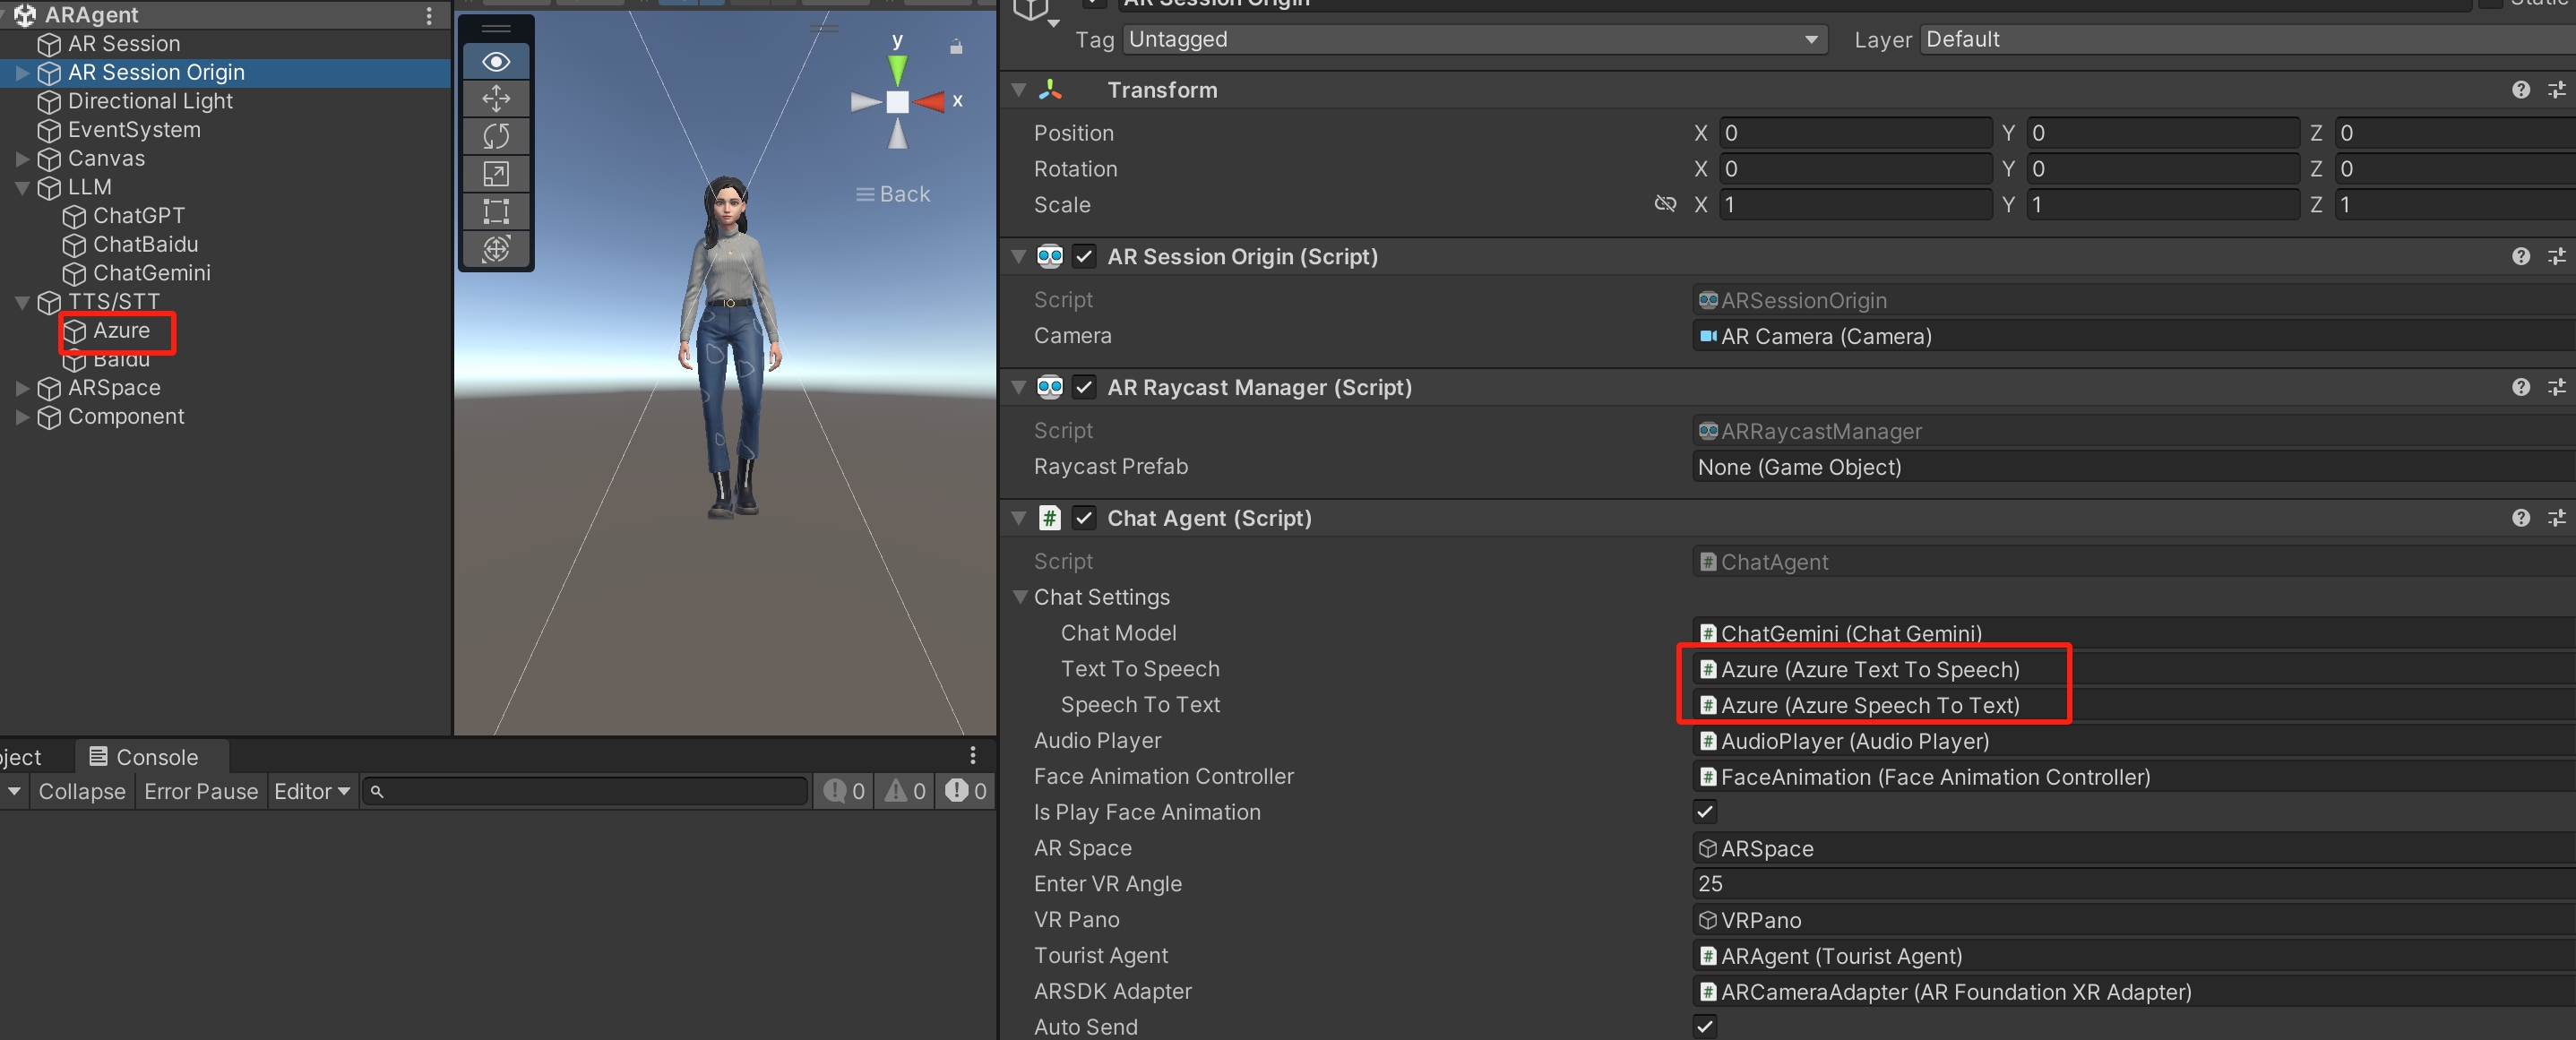 ARAgent
AR Session
AR Session Origin
Directional Light
EventSystem
Canvas
LLM
ChatGPT
ChatBaidu
ChatGemini
TTS/STT
Azure
Baidu
ARSpace
Component
y
x
Back
Console
Collapse
Error Pause
Editor
0
0
0
AR Session Origin
Static
Tag Untagged Layer Default
Transform
Position X 0 Y 0 Z 0
Rotation X 0 Y 0 Z 0
Scale X 1 Y 1 Z 1
AR Session Origin (Script)
Script ARSessionOrigin
Camera AR Camera (Camera)
AR Raycast Manager (Script)
Script ARRaycastManager
Raycast Prefab None (Game Object)
Chat Agent (Script)
Script # ChatAgent
Chat Settings
Chat Model # ChatGemini (Chat Gemini)
Text To Speech # Azure (Azure Text To Speech)
Speech To Text # Azure (Azure Speech To Text)
Audio Player # AudioPlayer (Audio Player)
Face Animation Controller # FaceAnimation (Face Animation Controller)
Is Play Face Animation
AR Space ARSpace
Enter VR Angle 25
VR Pano VRPano
Tourist Agent # ARAgent (Tourist Agent)
ARSDK Adapter # ARCameraAdapter (AR Foundation XR Adapter)
Auto Send